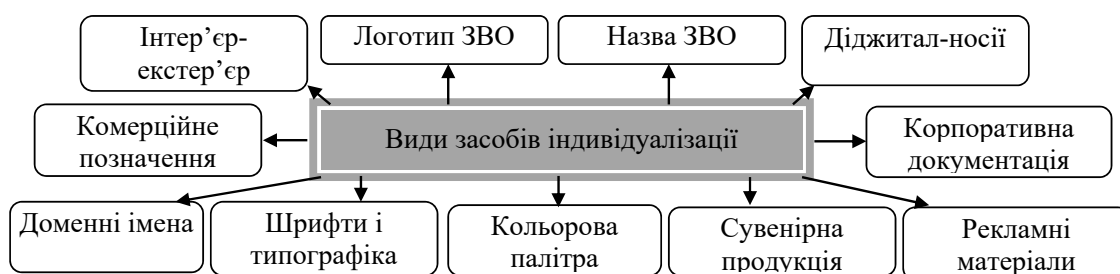 Інтер’єр-
екстер’єр
Логотип ЗВО
Назва ЗВО
Діджитал-носії
Комерційне
позначення
Види засобів індивідуалізації
Корпоративна
документація
Доменні імена
Шрифти і
типографіка
Кольорова
палітра
Сувенірна
продукція
Рекламні
матеріали